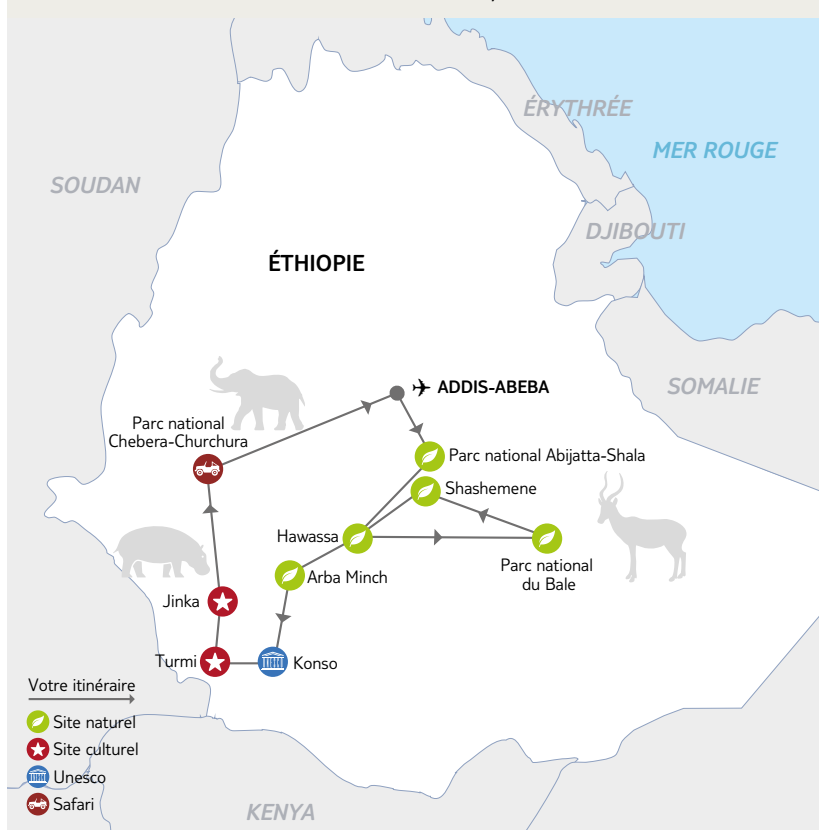 ÉRYTHRÉE
MER ROUGE
SOUDAN
DJIBOUTI
ÉTHIOPIE
SOMALIE
ADDIS-ABEBA
Parc national
Chebera-Churchura
Parc national Abijatta-Shala
Shashemene
Hawassa
Parc national
du Bale
Arba Minch
Jinka
Turmi
Konso
UNESCO
Votre itinéraire
Site naturel
Site culturel
Unesco
Safari
KENYA